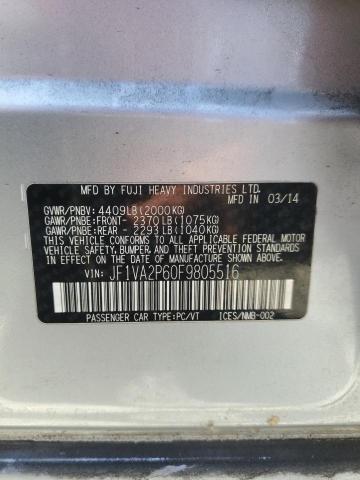 MFD BY FUJI HEAVY INDUSTRIES LTD.
MFD IN 03/14
GVWR/PNBV: 4409LB(2000KG)
GAWR/PNBE:FRONT- 2370LB(1075KG)
GAWR/PNBE:REAR - 2293LB(1040KG)
THIS VEHICLE CONFORMS TO ALL APPLICABLE FEDERAL MOTOR
VEHICLE SAFETY, BUMPER, AND THEFT PREVENTION STANDARDS
IN EFFECT ON THE DATE OF MANUFACTURE SHOWN ABOVE.
VIN: JF1VA2P60F9805516
PASSENGER CAR TYPE:PC/VT ICES/NMB-002